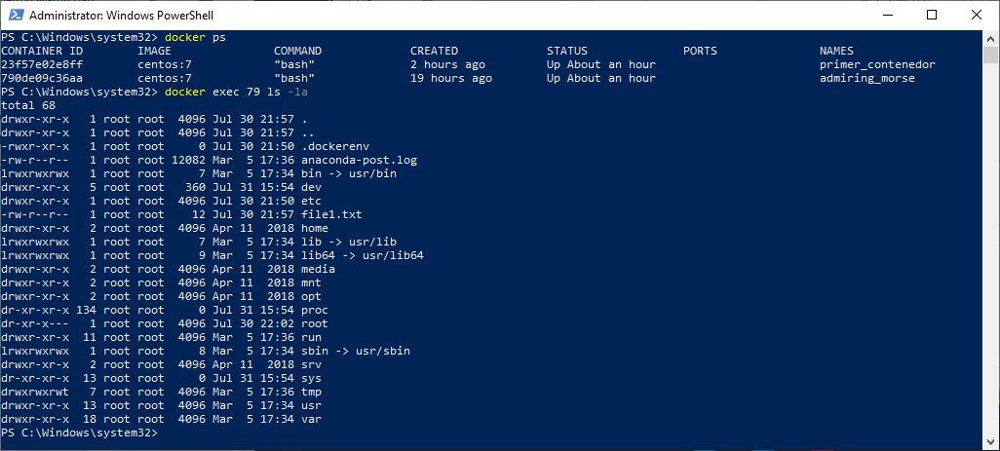 Administrator: Windows PowerShell
PS C:\Windows\system32> docker ps
CONTAINER ID        IMAGE               COMMAND             CREATED             STATUS              PORTS               NAMES
23f57e02e8ff        centos:7            "bash"              2 hours ago         Up About an hour                        primer_contenedor
790de09c36aa        centos:7            "bash"              19 hours ago        Up About an hour                        admiring_morse
PS C:\Windows\system32> docker exec 79 ls -la
total 68
drwxr-xr-x   1 root root  4096 Jul 30 21:57 .
drwxr-xr-x   1 root root  4096 Jul 30 21:57 ..
-rwxr-xr-x   1 root root     0 Jul 30 21:50 .dockerenv
-rw-r--r--   1 root root 12082 Mar  5 17:36 anaconda-post.log
lrwxrwxrwx   1 root root     7 Mar  5 17:34 bin -> usr/bin
drwxr-xr-x   5 root root   360 Jul 31 15:54 dev
drwxr-xr-x   1 root root  4096 Jul 30 21:50 etc
-rw-r--r--   1 root root    12 Jul 30 21:57 file1.txt
drwxr-xr-x   2 root root  4096 Apr 11  2018 home
lrwxrwxrwx   1 root root     7 Mar  5 17:34 lib -> usr/lib
lrwxrwxrwx   1 root root     9 Mar  5 17:34 lib64 -> usr/lib64
drwxr-xr-x   2 root root  4096 Apr 11  2018 media
drwxr-xr-x   2 root root  4096 Apr 11  2018 mnt
drwxr-xr-x   2 root root  4096 Apr 11  2018 opt
dr-xr-xr-x 134 root root     0 Jul 31 15:54 proc
dr-xr-x---   1 root root  4096 Jul 30 22:02 root
drwxr-xr-x  11 root root  4096 Mar  5 17:36 run
lrwxrwxrwx   1 root root     8 Mar  5 17:34 sbin -> usr/sbin
drwxr-xr-x   2 root root  4096 Apr 11  2018 srv
dr-xr-xr-x  13 root root     0 Jul 31 15:54 sys
drwxrwxrwt   7 root root  4096 Mar  5 17:36 tmp
drwxr-xr-x  13 root root  4096 Mar  5 17:34 usr
drwxr-xr-x  18 root root  4096 Mar  5 17:34 var
PS C:\Windows\system32>